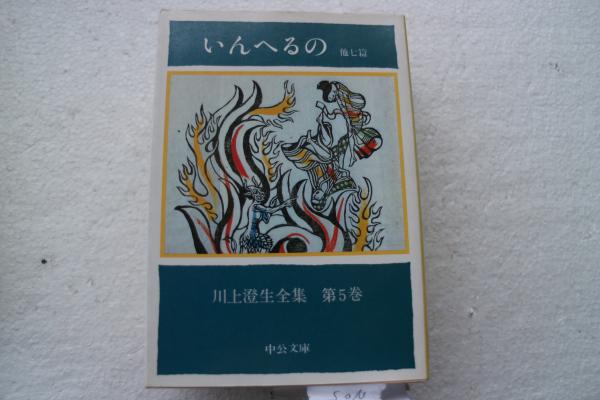 いんへるの 他七篇
川上澄生全集 第5巻
中公文庫